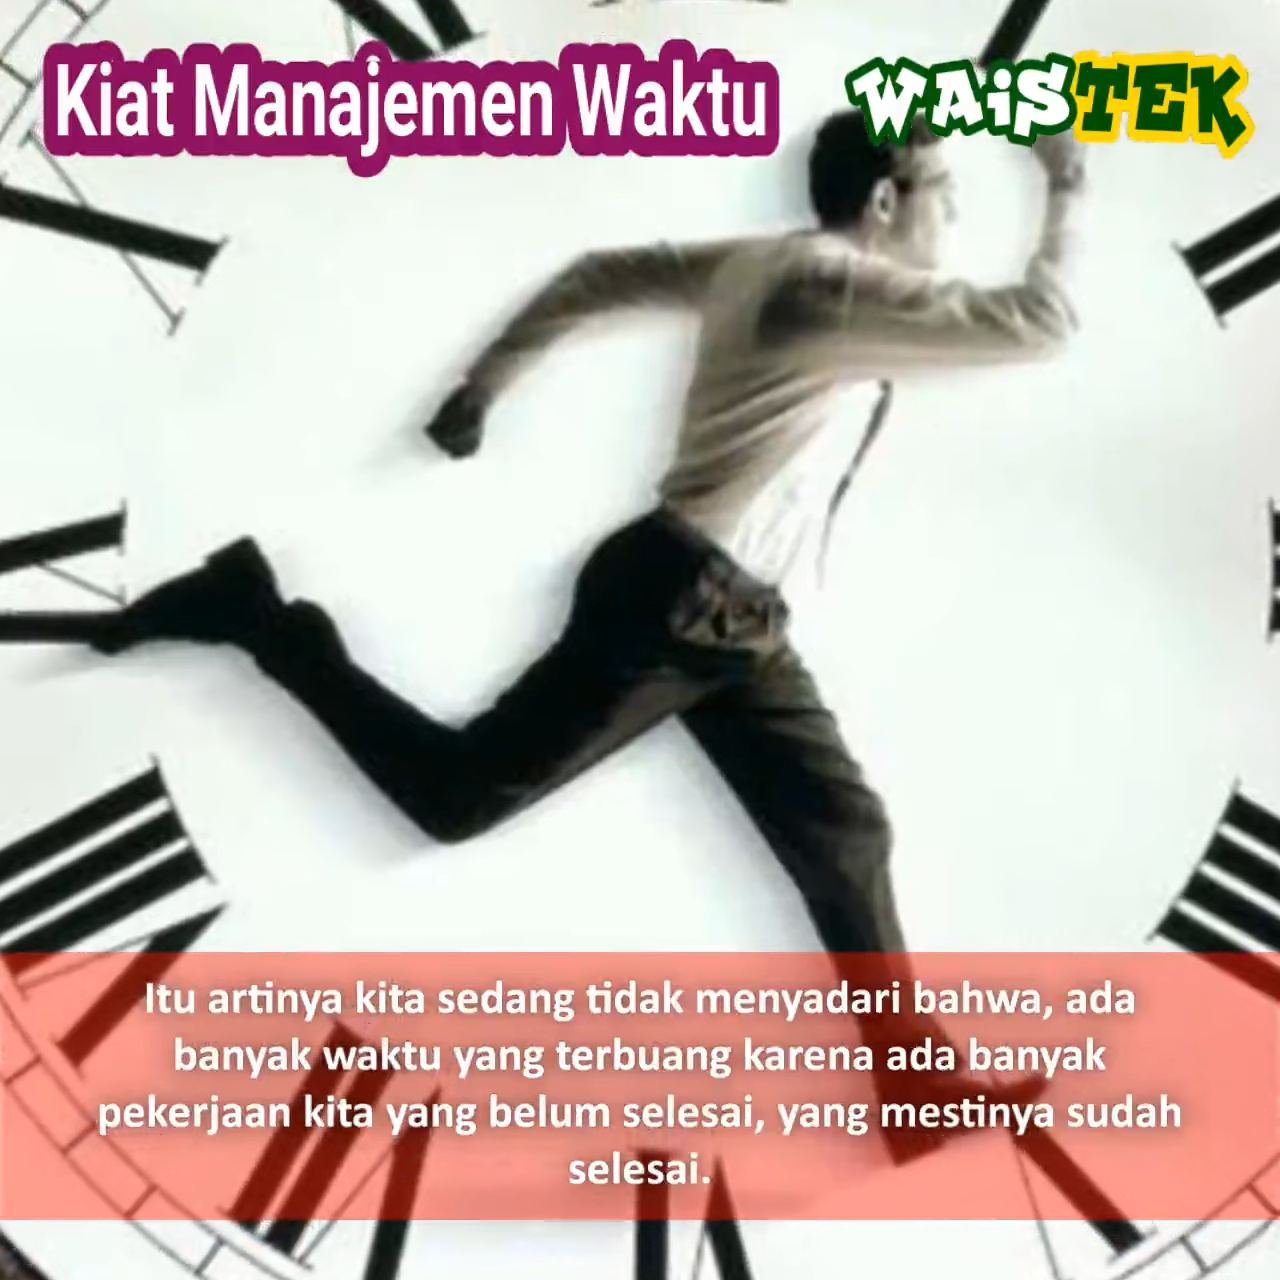 Kiat Manajemen Waktu
WAiSTEK
Itu artinya kita sedang tidak menyadari bahwa, ada
banyak waktu yang terbuang karena ada banyak
pekerjaan kita yang belum selesai, yang mestinya sudah
selesai.